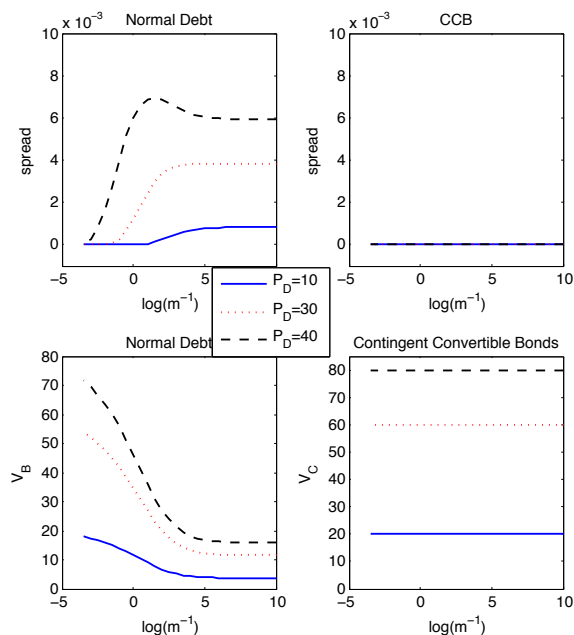 x 10⁻³ Normal Debt
10
8
6
4
2
0
spread
−5 0 5 10
log(m⁻¹)
x 10⁻³ CCB
10
8
6
4
2
0
spread
−5 0 5 10
log(m⁻¹)
P_D=10
P_D=30
P_D=40
Normal Debt
80
70
60
50
40
30
20
10
0
V_B
−5 0 5 10
log(m⁻¹)
Contingent Convertible Bonds
80
70
60
50
40
30
20
10
0
V_C
−5 0 5 10
log(m⁻¹)